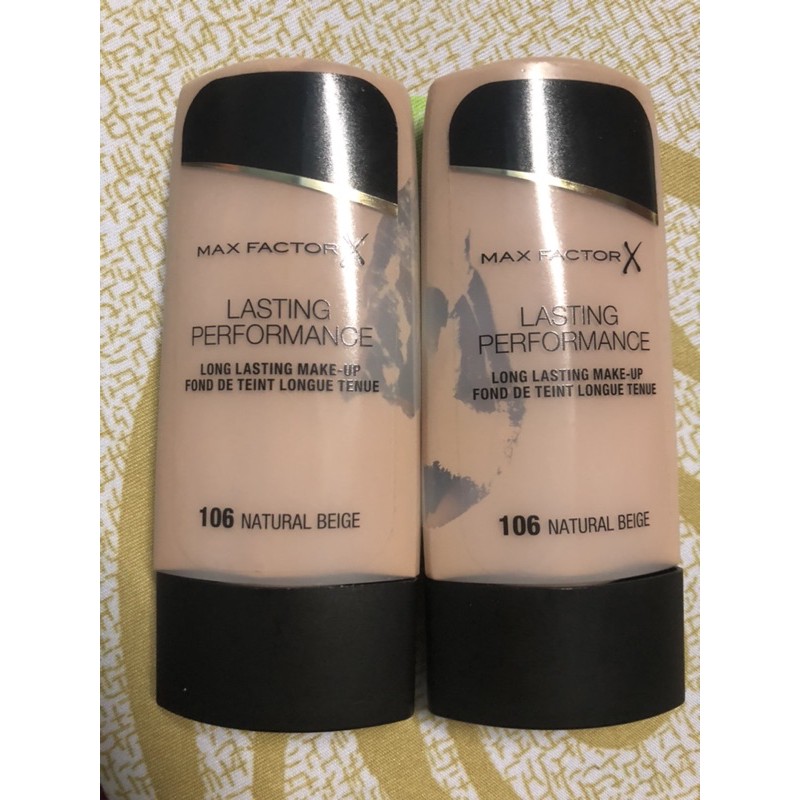 MAX FACTOR X
LASTING
PERFORMANCE
LONG LASTING MAKE-UP
FOND DE TEINT LONGUE TENUE
106 NATURAL BEIGE
MAX FACTOR X
LASTING
PERFORMANCE
LONG LASTING MAKE-UP
FOND DE TEINT LONGUE TENUE
106 NATURAL BEIGE